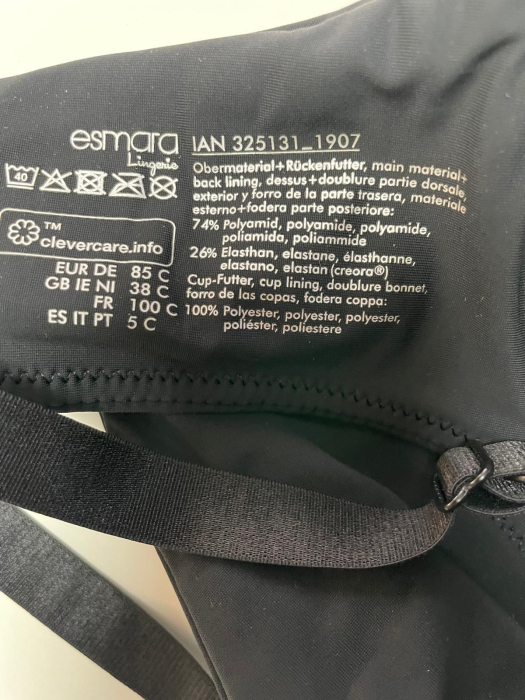 esmara
Lingerie
40
TM
clevercare.info
EUR DE 85 C
GB IE NI 38 C
FR 100 C
ES IT PT 5 C
IAN 325131_1907
Obermaterial+Rückenfutter, main material+
back lining, dessus+doublure partie dorsale,
exterior y forro de la parte trasera, materiale
esterno+fodera parte posteriore:
74% Polyamid, polyamide, polyamide,
poliamida, poliammide
26% Elasthan, elastane, élasthanne,
elastano, elastan (creora®)
Cup-Futter, cup lining, doublure bonnet,
forro de las copas, fodera coppa:
100% Polyester, polyester, polyester,
poliéster, poliestere